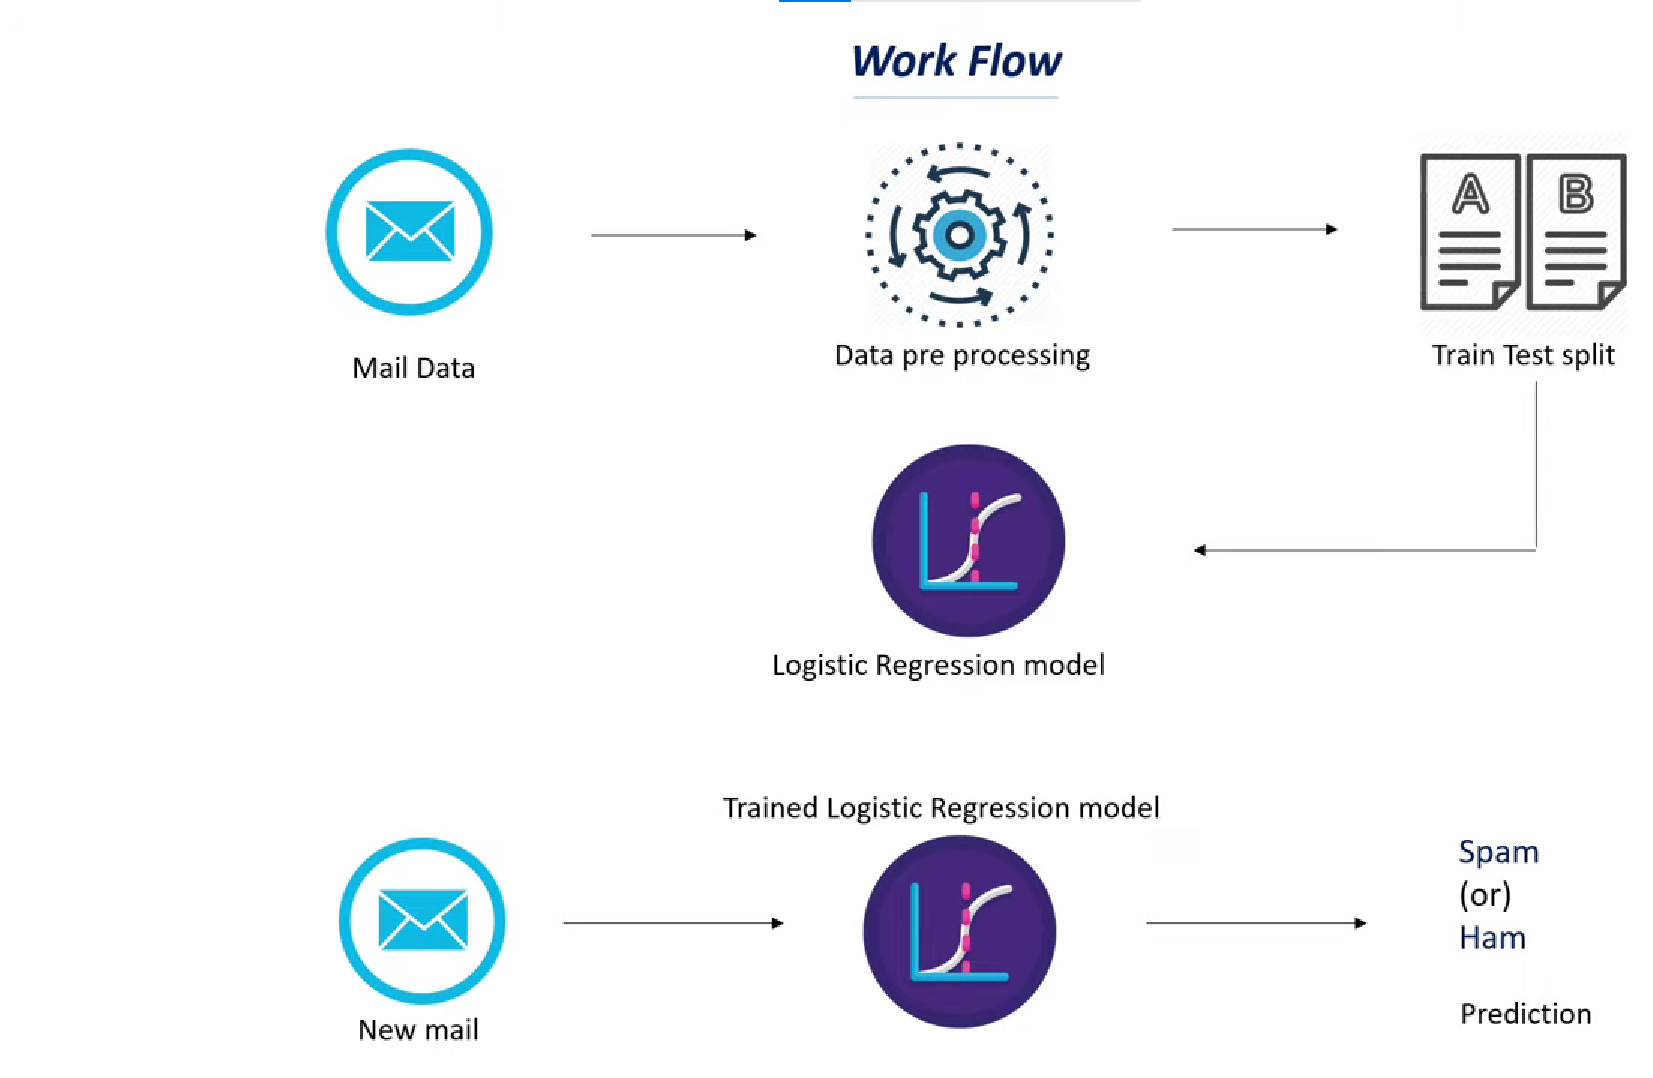 Work Flow
Mail Data
Data pre processing
A
B
Train Test split
Logistic Regression model
Trained Logistic Regression model
New mail
Spam
(or)
Ham
Prediction